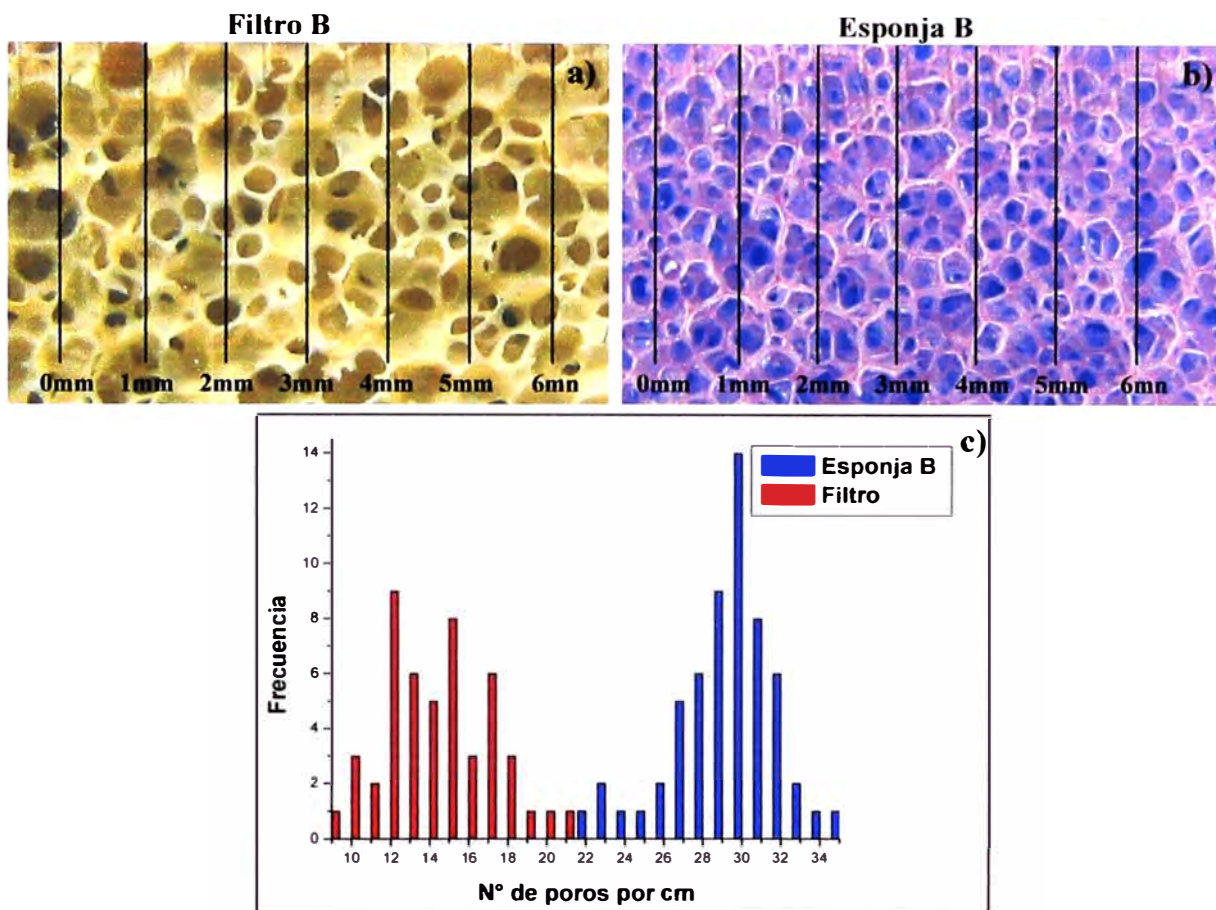 Filtro B
Esponja B
a)
b)
0mm 1mm 2mm 3mm 4mm 5mm 6mn
0mm 1mm 2mm 3mm 4mm 5mm 6mn
c)
Esponja B
Filtro
14
12
10
8
6
4
2
0
Frecuencia
10 12 14 16 18 20 22 24 26 28 30 32 34
N° de poros por cm